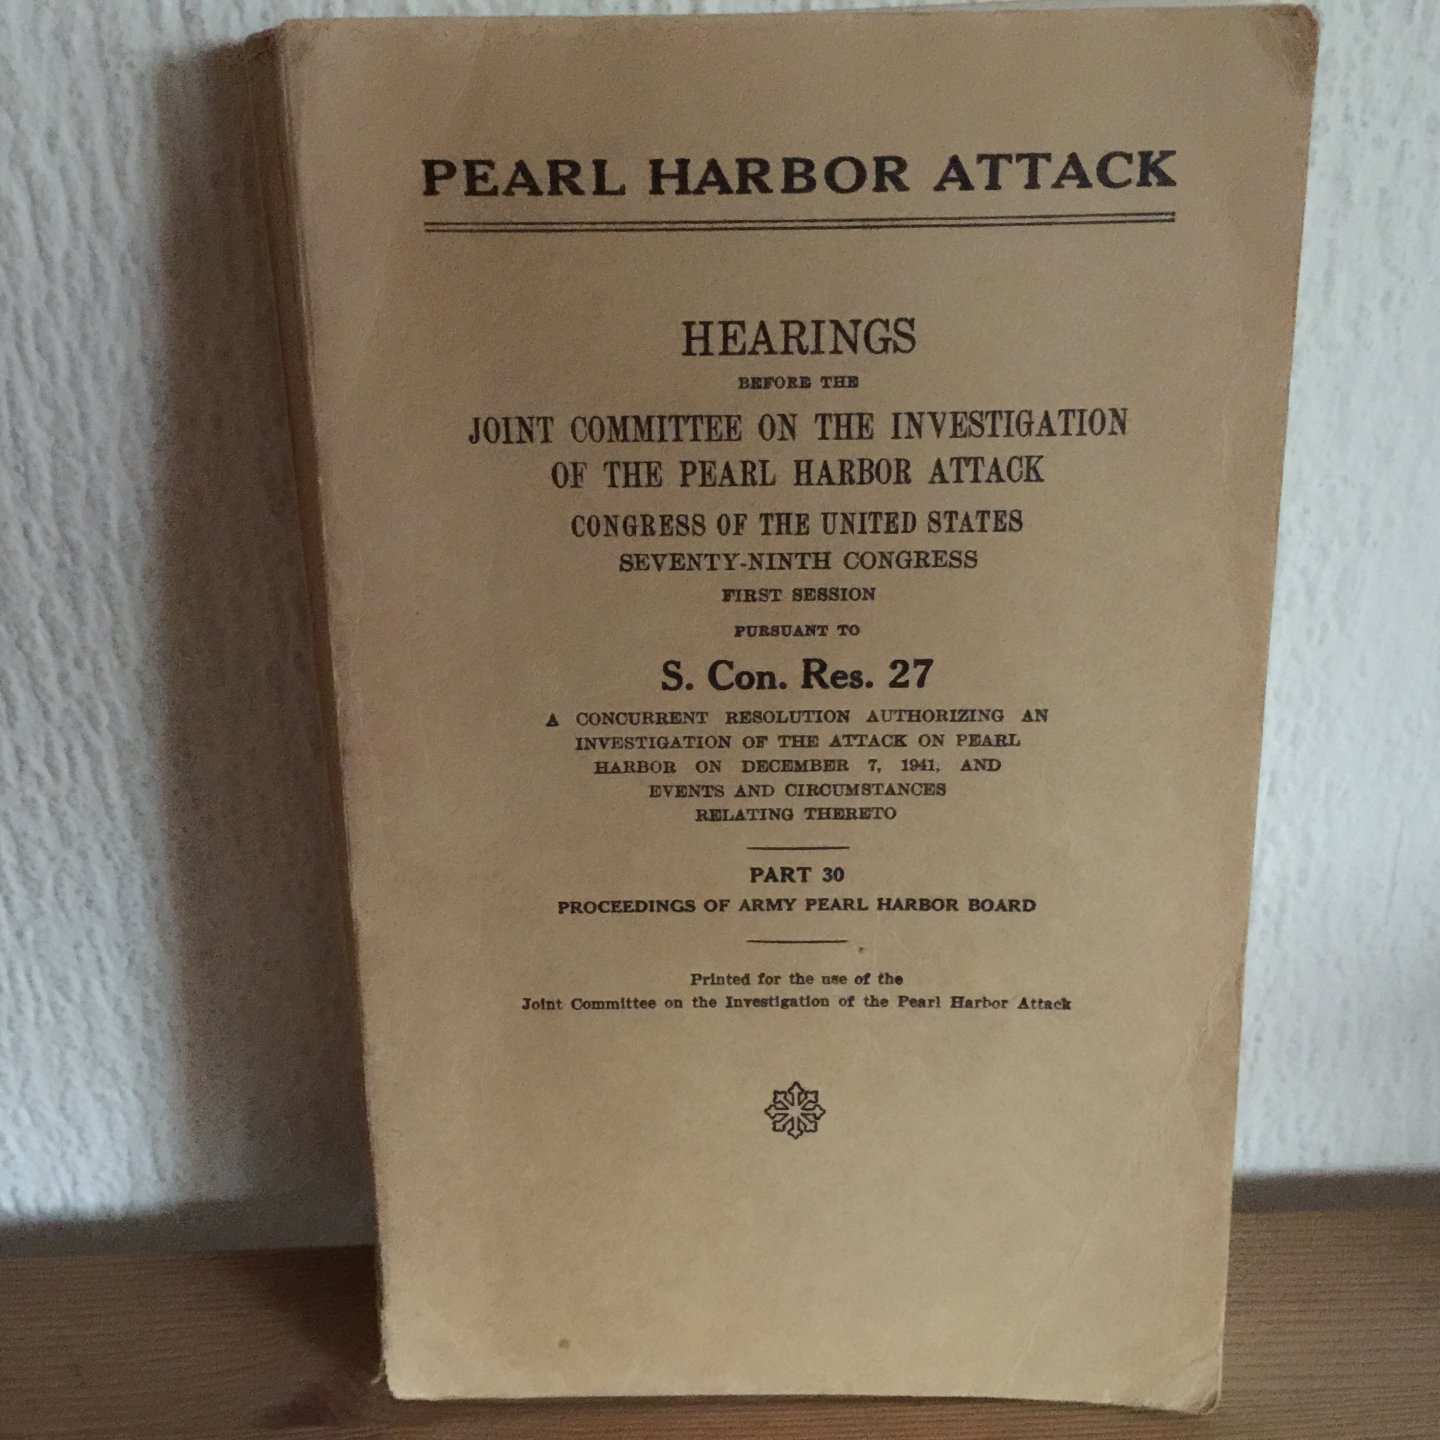 PEARL HARBOR ATTACK
HEARINGS
BEFORE THE
JOINT COMMITTEE ON THE INVESTIGATION
OF THE PEARL HARBOR ATTACK
CONGRESS OF THE UNITED STATES
SEVENTY-NINTH CONGRESS
FIRST SESSION
PURSUANT TO
S. Con. Res. 27
A CONCURRENT RESOLUTION AUTHORIZING AN
INVESTIGATION OF THE ATTACK ON PEARL
HARBOR ON DECEMBER 7, 1941, AND
EVENTS AND CIRCUMSTANCES
RELATING THERETO
PART 30
PROCEEDINGS OF ARMY PEARL HARBOR BOARD
Printed for the use of the
Joint Committee on the Investigation of the Pearl Harbor Attack